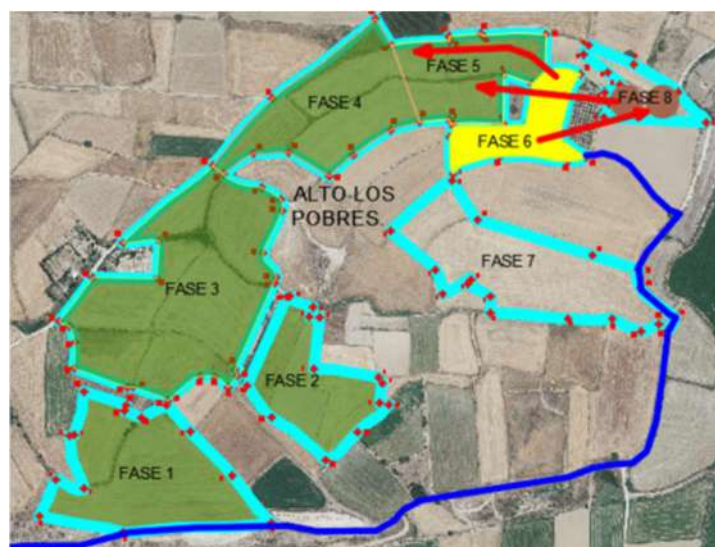 FASE 5
FASE 4
FASE 8
FASE 6
ALTO LOS
POBRES.
FASE 7
FASE 3
FASE 2
FASE 1